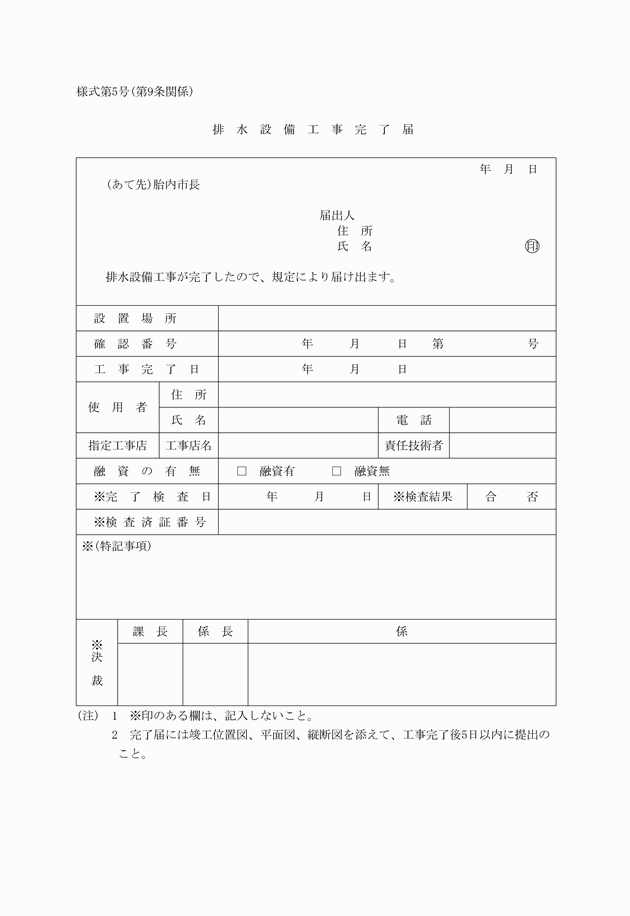 様式第5号(第9条関係)
排　水　設　備　工　事　完　了　届
年　月　日
(あて先)胎内市長
届出人
住　所
氏　名　㊞
排水設備工事が完了したので、規定により届け出ます。
設　置　場　所
確　認　番　号　年　月　日　第　号
工　事　完　了　日　年　月　日
使　用　者　住　所
氏　名　電　話
指定工事店　工事店名　責任技術者
融　資　の　有　無　□　融資有　□　融資無
※完　了　検　査　日　年　月　日　※検査結果　合　否
※検　査　済　証　番　号
※(特記事項)
※決　裁　課　長　係　長　係
(注)　1　※印のある欄は、記入しないこと。
2　完了届には竣工位置図、平面図、縦断図を添えて、工事完了後5日以内に提出の
こと。